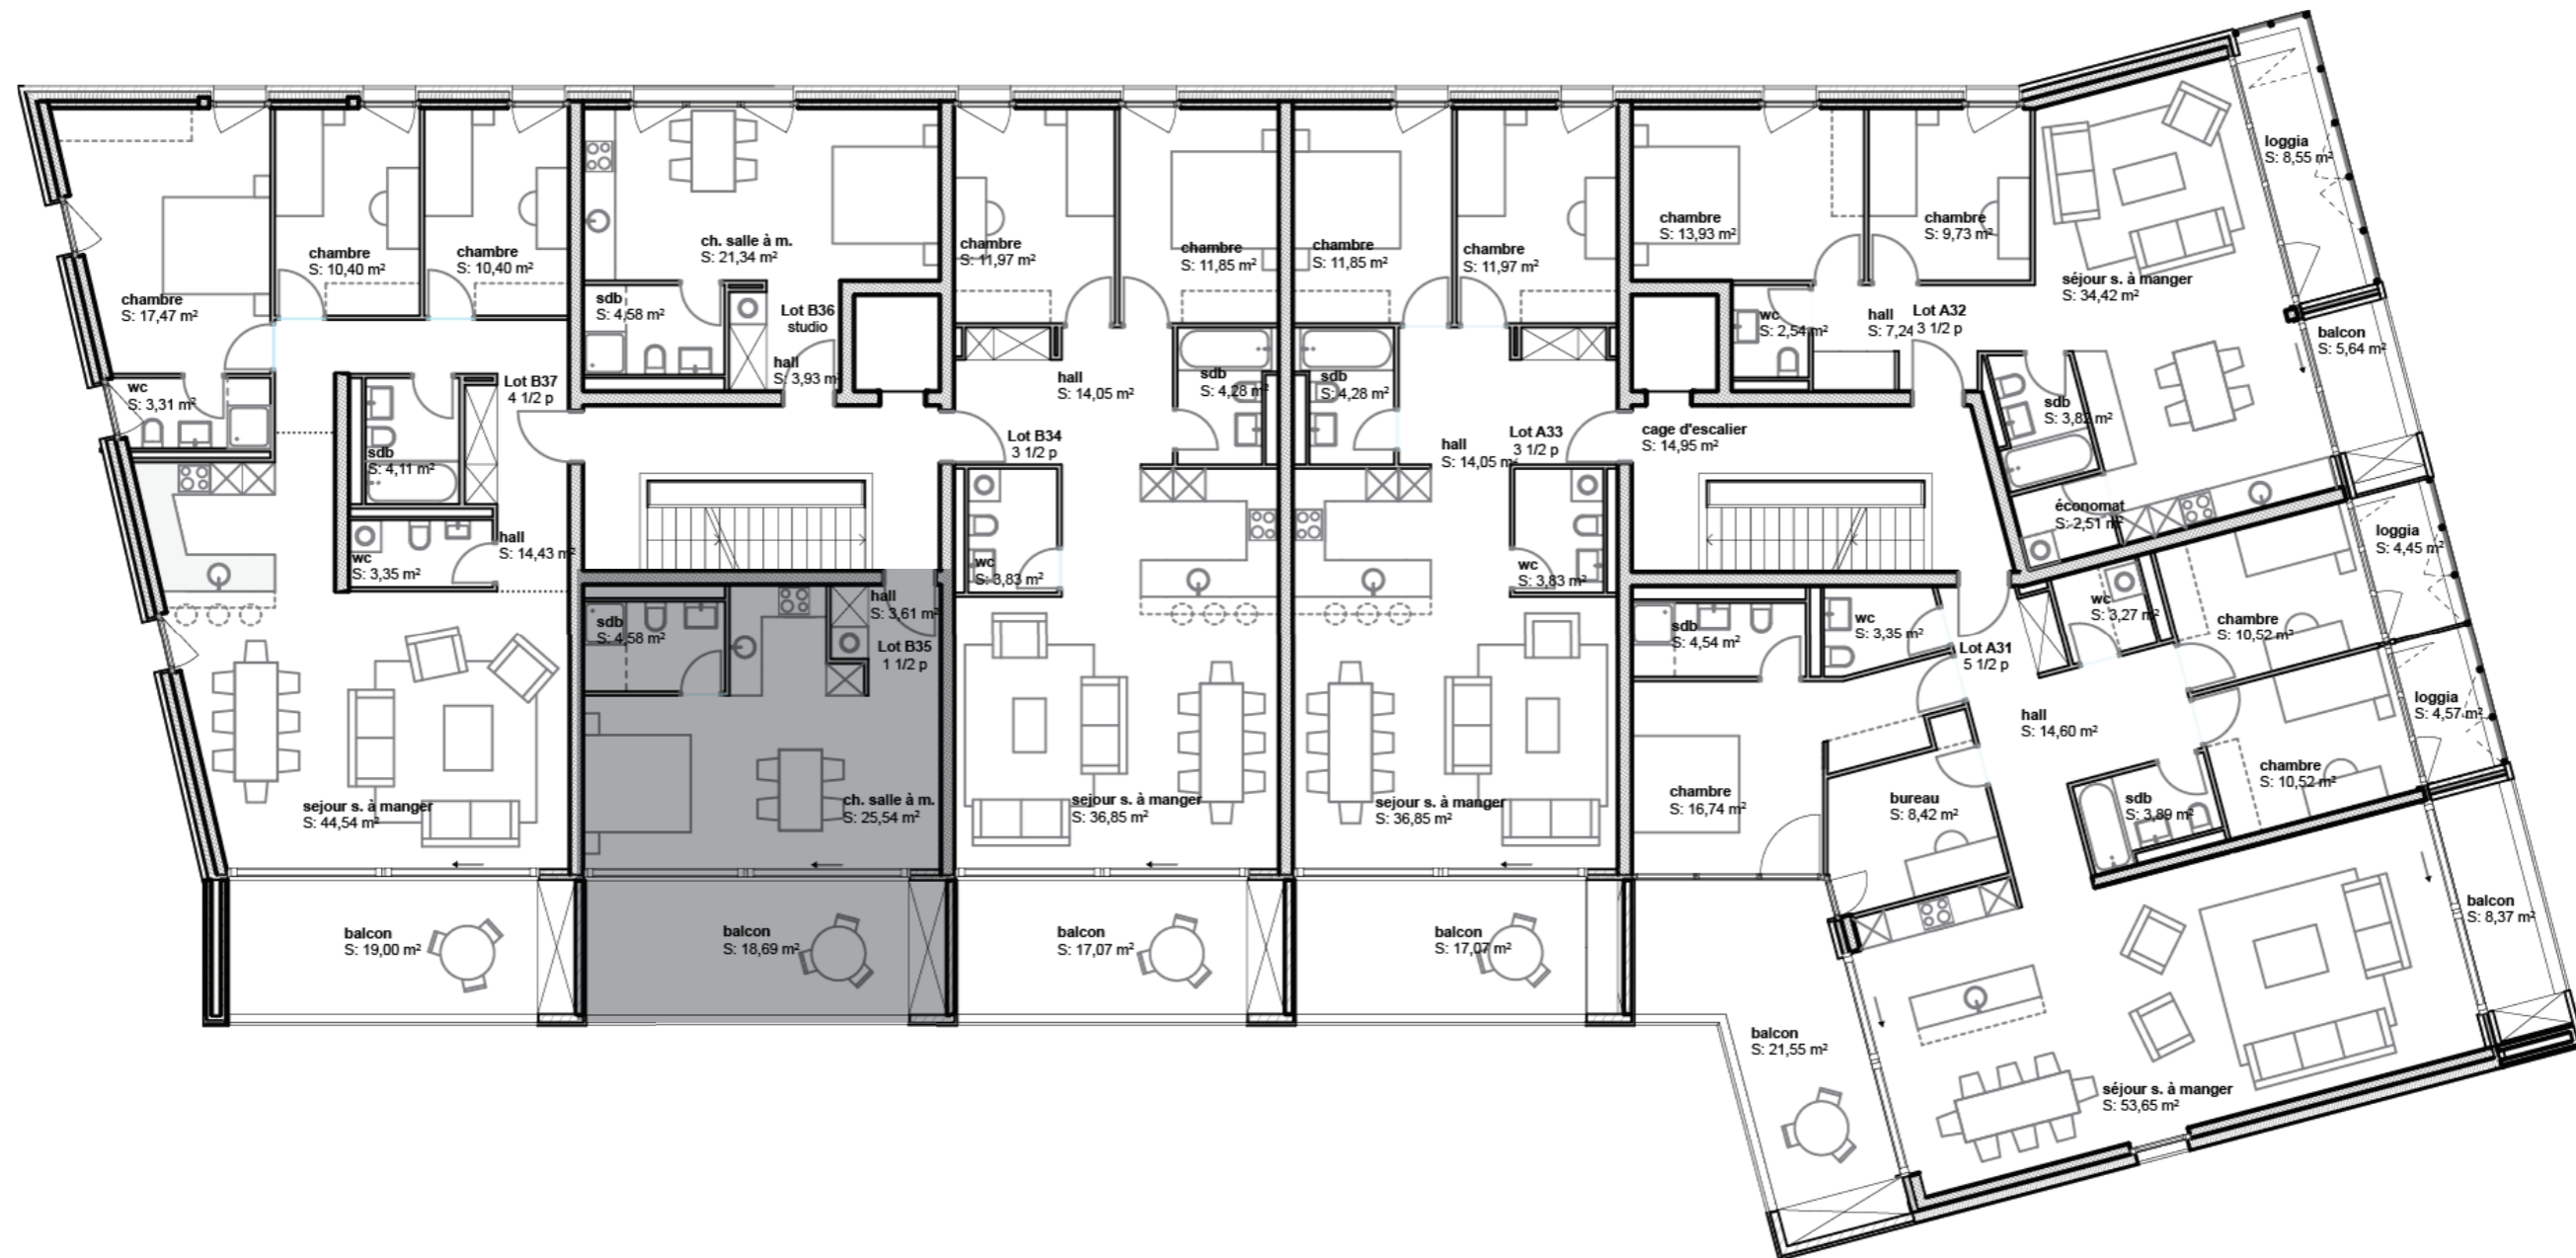 chambre
S: 17,47 m²
chambre
S: 10,40 m²
chambre
S: 10,40 m²
wc
S: 3,31 m²
sdb
S: 4,11 m²
Lot B37
4 1/2 p
wc
S: 3,35 m²
hall
S: 14,43 m²
sejour s. à manger
S: 44,54 m²
balcon
S: 19,00 m²
ch. salle à m.
S: 21,34 m²
sdb
S: 4,58 m²
Lot B36
studio
hall
S: 3,93 m²
sdb
S: 4,58 m²
hall
S: 3,61 m²
Lot B35
1 1/2 p
ch. salle à m.
S: 25,54 m²
balcon
S: 18,69 m²
chambre
S: 11,97 m²
chambre
S: 11,85 m²
hall
S: 14,05 m²
sdb
S: 4,28 m²
Lot B34
3 1/2 p
wc
S: 3,83 m²
sejour s. à manger
S: 36,85 m²
balcon
S: 17,07 m²
chambre
S: 11,85 m²
chambre
S: 11,97 m²
sdb
S: 4,28 m²
hall
S: 14,05 m²
Lot A33
3 1/2 p
wc
S: 3,83 m²
sejour s. à manger
S: 36,85 m²
balcon
S: 17,07 m²
cage d'escalier
S: 14,95 m²
chambre
S: 13,93 m²
chambre
S: 9,73 m²
wc
S: 2,54 m²
hall
S: 7,24
Lot A32
3 1/2 p
séjour s. à manger
S: 34,42 m²
loggia
S: 8,55 m²
balcon
S: 5,64 m²
sdb
S: 3,82 m²
économat
S: 2,51 m²
loggia
S: 4,45 m²
sdb
S: 4,54 m²
wc
S: 3,35 m²
Lot A31
5 1/2 p
wc
S: 3,27 m²
chambre
S: 10,52 m²
loggia
S: 4,57 m²
hall
S: 14,60 m²
chambre
S: 10,52 m²
chambre
S: 16,74 m²
bureau
S: 8,42 m²
sdb
S: 3,89 m²
balcon
S: 8,37 m²
balcon
S: 21,55 m²
séjour s. à manger
S: 53,65 m²